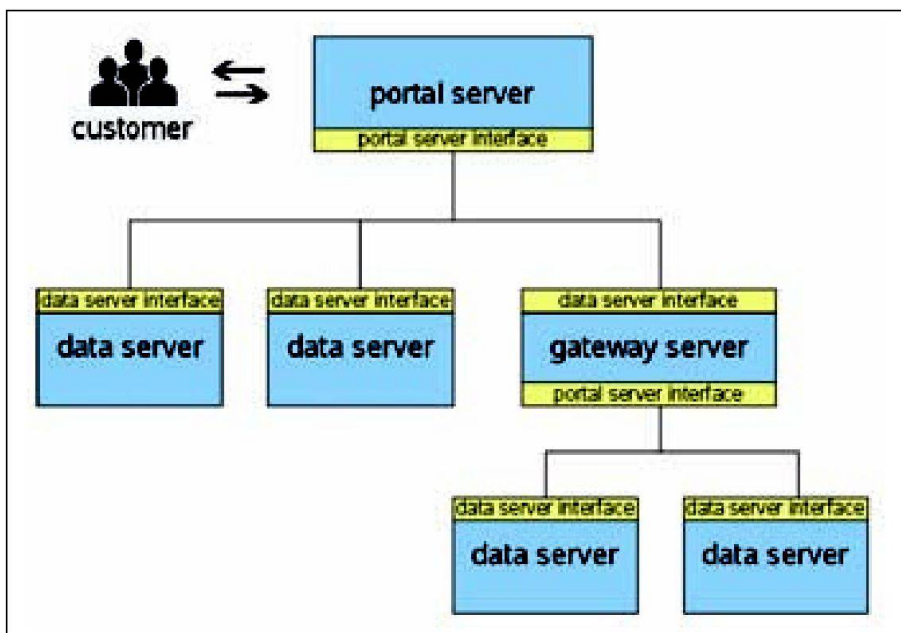 portal server
customer
portal server interface
data server interface
data server interface
data server interface
data server
data server
gateway server
portal server interface
data server interface
data server interface
data server
data server